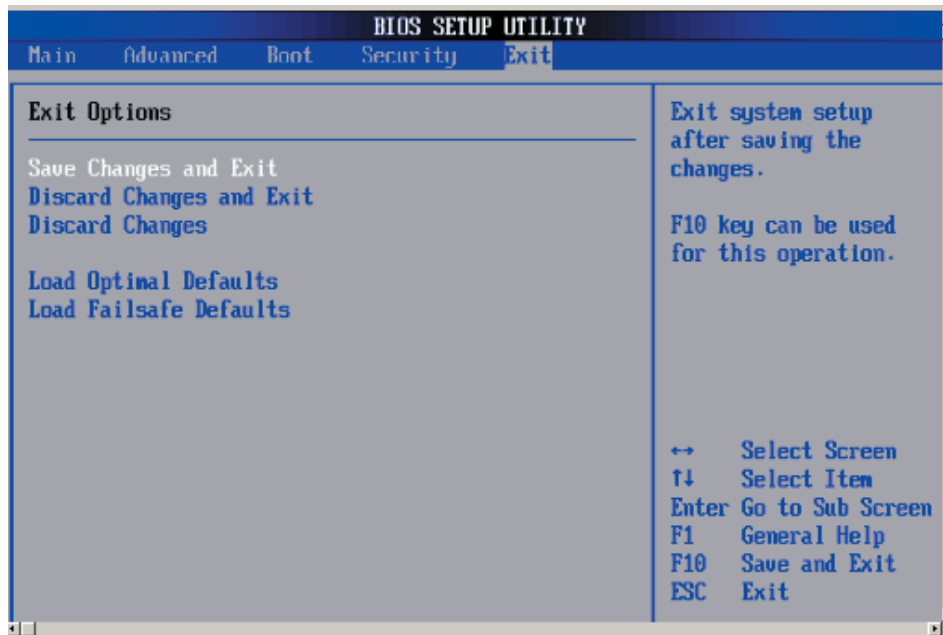 BIOS SETUP UTILITY
Main Advanced Boot Security Exit
Exit Options
Save Changes and Exit
Discard Changes and Exit
Discard Changes
Load Optimal Defaults
Load Failsafe Defaults
Exit system setup
after saving the
changes.
F10 key can be used
for this operation.
↔ Select Screen
↑↓ Select Item
Enter Go to Sub Screen
F1 General Help
F10 Save and Exit
ESC Exit